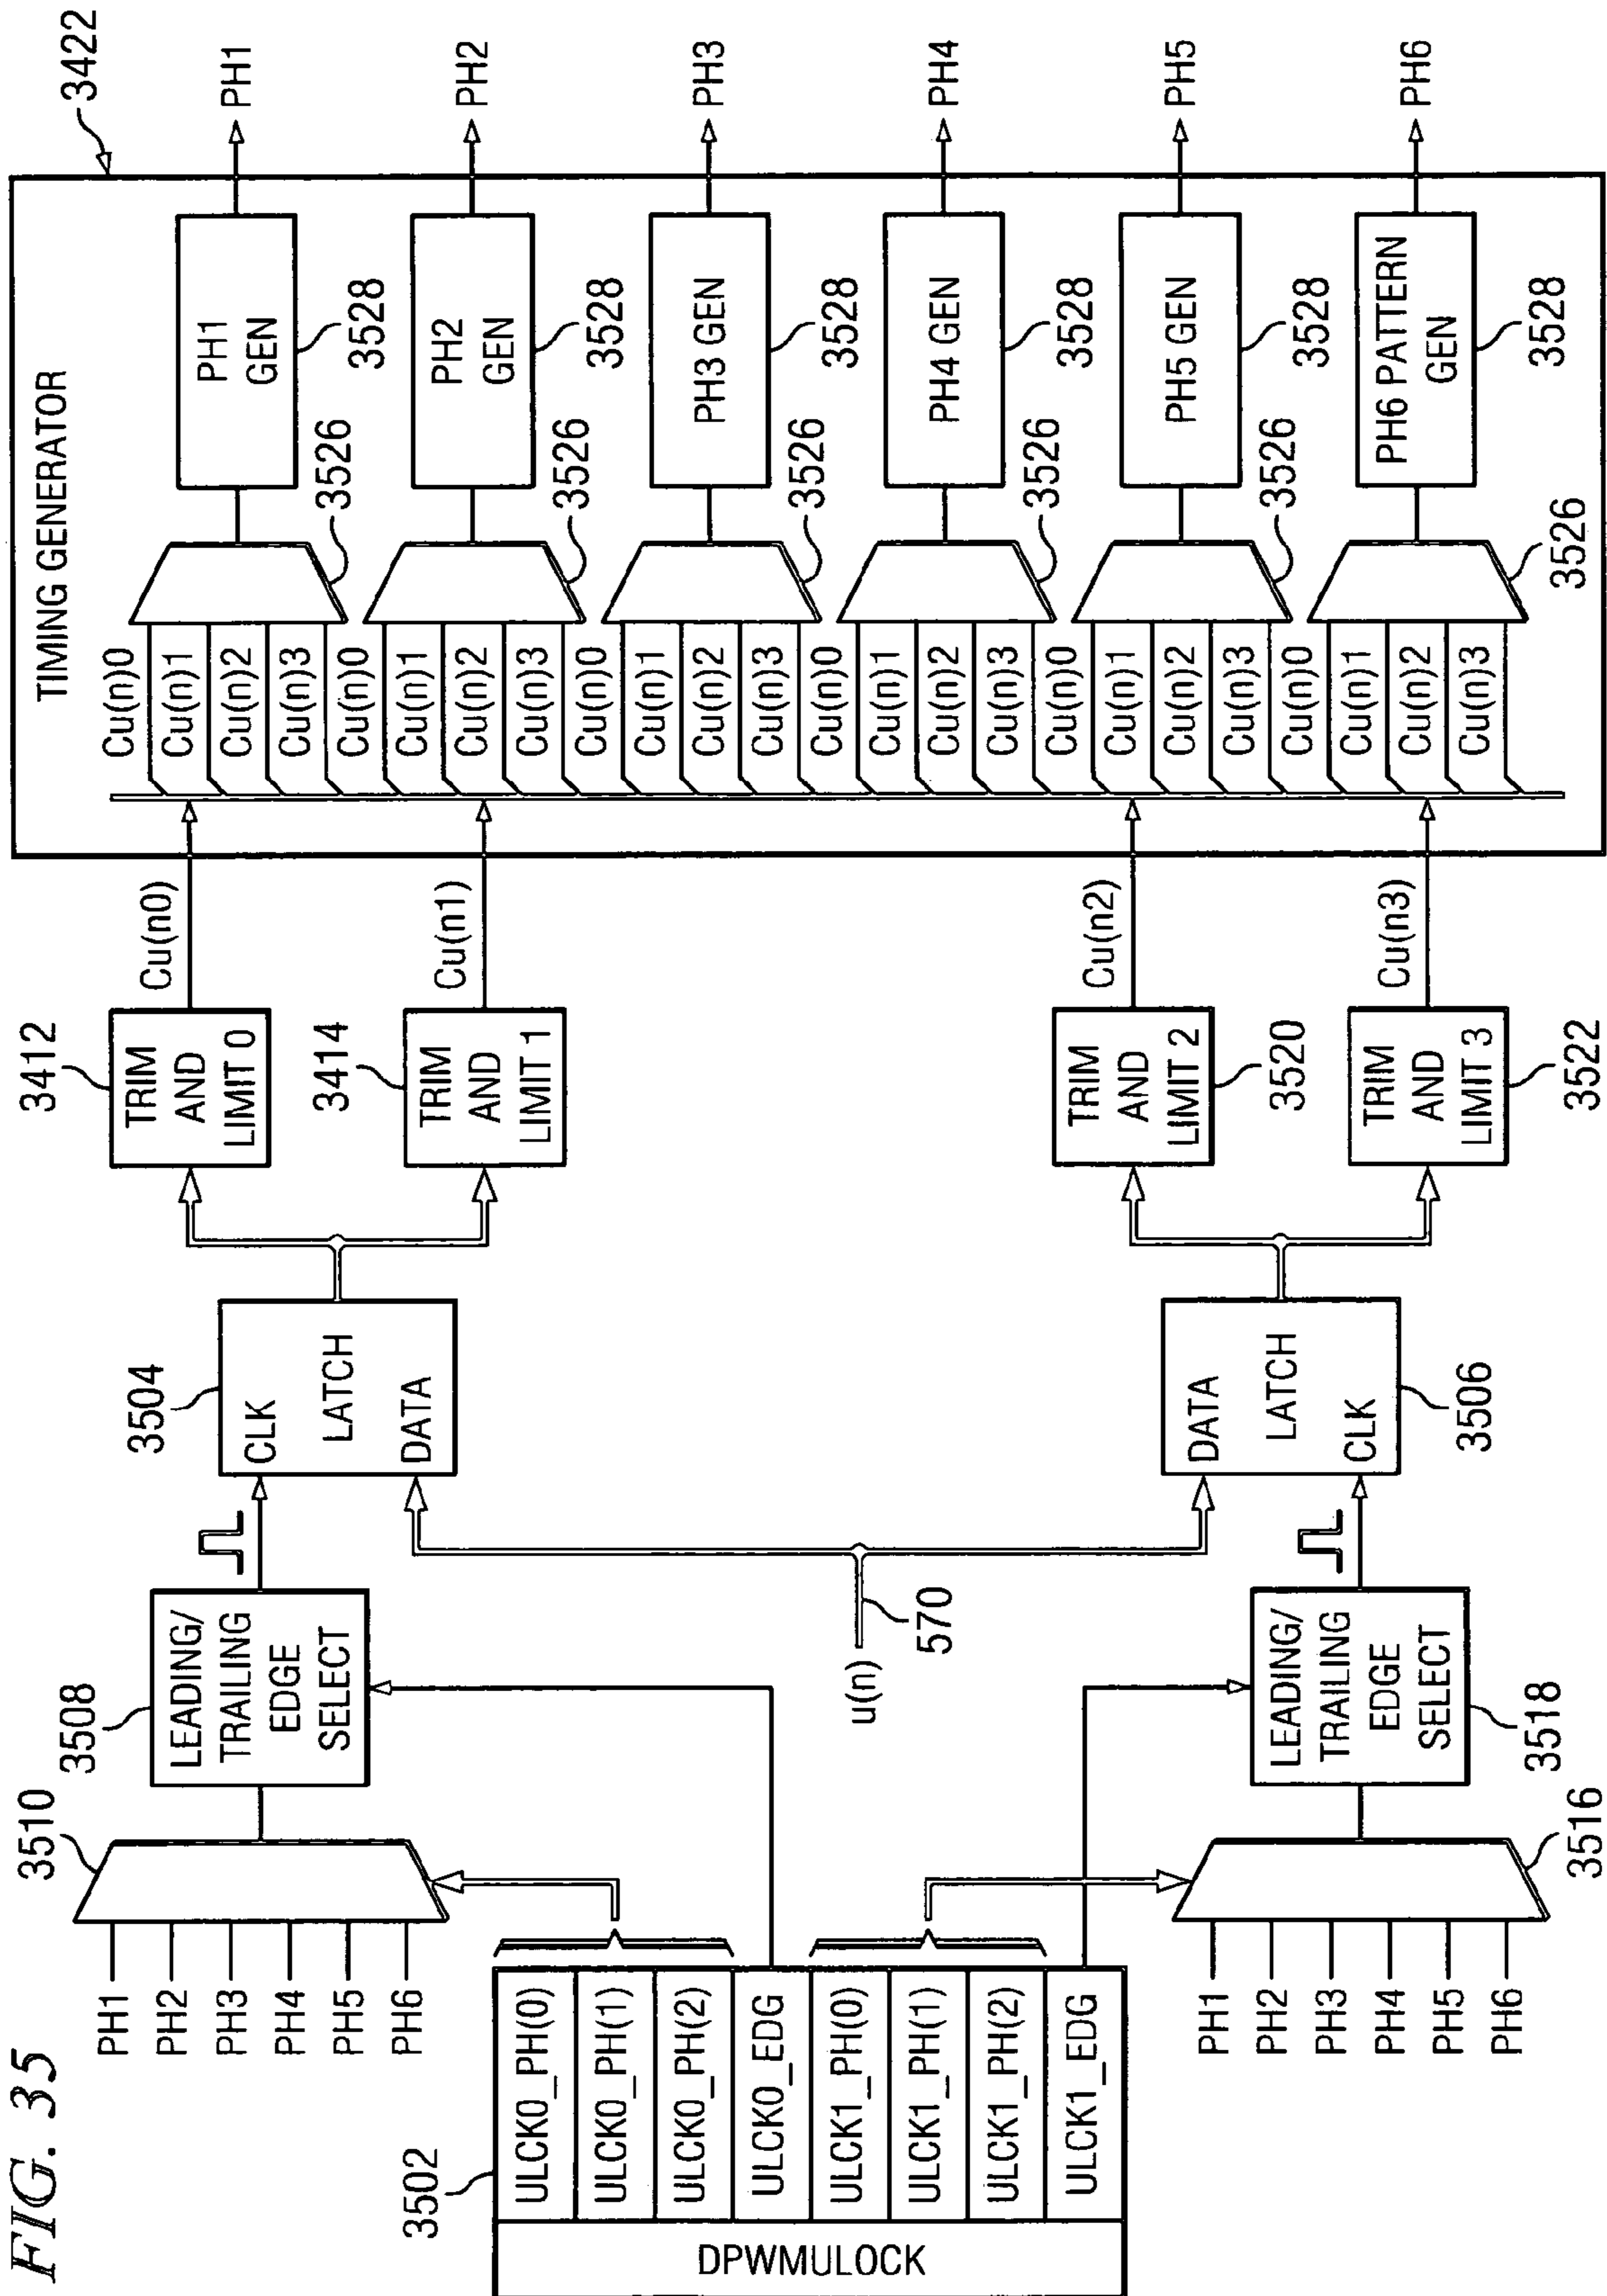 FIG. 35
3502
DPWMULOCK
ULCK0_PH(0)
ULCK0_PH(1)
ULCK0_PH(2)
ULCK0_EDG
ULCK1_PH(0)
ULCK1_PH(1)
ULCK1_PH(2)
ULCK1_EDG
PH1
PH2
PH3
PH4
PH5
PH6
3510
PH1
PH2
PH3
PH4
PH5
PH6
3516
3508
LEADING/
TRAILING
EDGE
SELECT
LEADING/
TRAILING
EDGE
SELECT
3518
u(n)
570
3504
CLK
LATCH
DATA
DATA
LATCH
CLK
3506
3412
TRIM
AND
LIMIT 0
3414
TRIM
AND
LIMIT 1
TRIM
AND
LIMIT 2
3520
TRIM
AND
LIMIT 3
3522
Cu(n0)
Cu(n1)
Cu(n2)
Cu(n3)
TIMING GENERATOR
3422
Cu(n)0
Cu(n)1
Cu(n)2
Cu(n)3
Cu(n)0
Cu(n)1
Cu(n)2
Cu(n)3
Cu(n)0
Cu(n)1
Cu(n)2
Cu(n)3
Cu(n)0
Cu(n)1
Cu(n)2
Cu(n)3
Cu(n)0
Cu(n)1
Cu(n)2
Cu(n)3
Cu(n)0
Cu(n)1
Cu(n)2
Cu(n)3
3526
3526
3526
3526
3526
3526
PH1
GEN
3528
PH2
GEN
3528
PH3 GEN
3528
PH4 GEN
3528
PH5 GEN
3528
PH6 PATTERN
GEN
3528
PH1
PH2
PH3
PH4
PH5
PH6